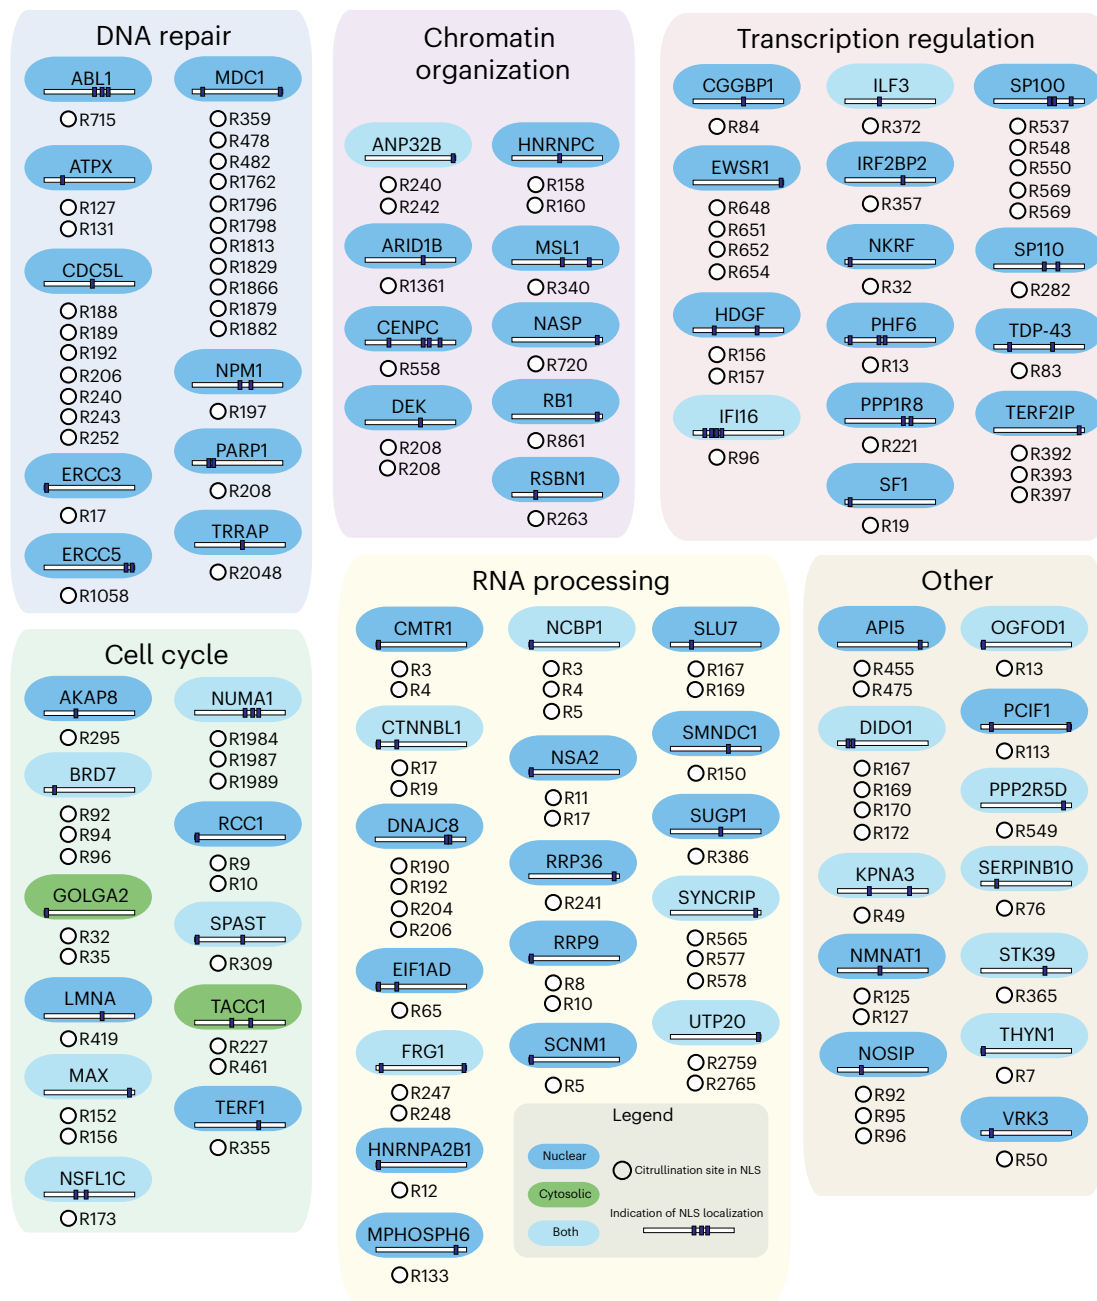 DNA repair
ABL1
R715
ATPX
R127
R131
CDC5L
R188
R189
R192
R206
R240
R243
R252
ERCC3
R17
ERCC5
R1058
MDC1
R359
R478
R482
R1762
R1796
R1798
R1813
R1829
R1866
R1879
R1882
NPM1
R197
PARP1
R208
TRRAP
R2048
Chromatin
organization
ANP32B
R240
R242
ARID1B
R1361
CENPC
R558
DEK
R208
R208
HNRNPC
R158
R160
MSL1
R340
NASP
R720
RB1
R861
RSBN1
R263
Transcription regulation
CGGBP1
R84
EWSR1
R648
R651
R652
R654
HDGF
R156
R157
IFI16
R96
ILF3
R372
IRF2BP2
R357
NKRF
R32
PHF6
R13
PPP1R8
R221
SF1
R19
SP100
R537
R548
R550
R569
R569
SP110
R282
TDP-43
R83
TERF2IP
R392
R393
R397
Cell cycle
AKAP8
R295
BRD7
R92
R94
R96
GOLGA2
R32
R35
LMNA
R419
MAX
R152
R156
NSFL1C
R173
NUMA1
R1984
R1987
R1989
RCC1
R9
R10
SPAST
R309
TACC1
R227
R461
TERF1
R355
RNA processing
CMTR1
R3
R4
CTNNBL1
R17
R19
DNAJC8
R190
R192
R204
R206
EIF1AD
R65
FRG1
R247
R248
HNRNPA2B1
R12
MPHOSPH6
R133
NCBP1
R3
R4
R5
NSA2
R11
R17
RRP36
R241
RRP9
R8
R10
SCNM1
R5
SLU7
R167
R169
SMNDC1
R150
SUGP1
R386
SYNCRIP
R565
R577
R578
UTP20
R2759
R2765
Legend
Nuclear
Cytosolic
Both
Citrullination site in NLS
Indication of NLS localization
Other
API5
R455
R475
DIDO1
R167
R169
R170
R172
KPNA3
R49
NMNAT1
R125
R127
NOSIP
R92
R95
R96
OGFOD1
R13
PCIF1
R113
PPP2R5D
R549
SERPINB10
R76
STK39
R365
THYN1
R7
VRK3
R50